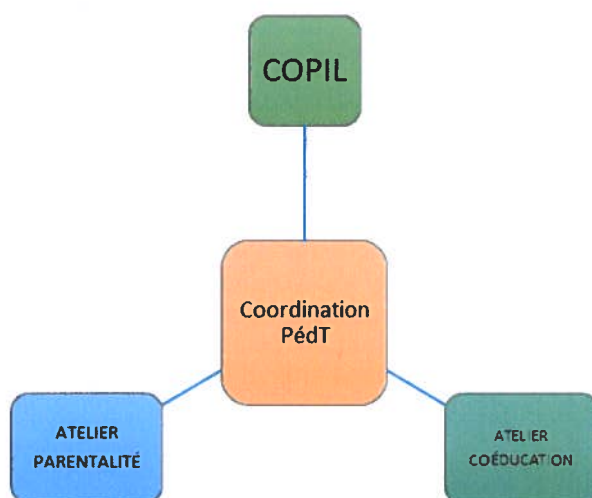 COPIL
Coordination
PédT
ATELIER
PARENTALITÉ
ATELIER
COÉDUCATION